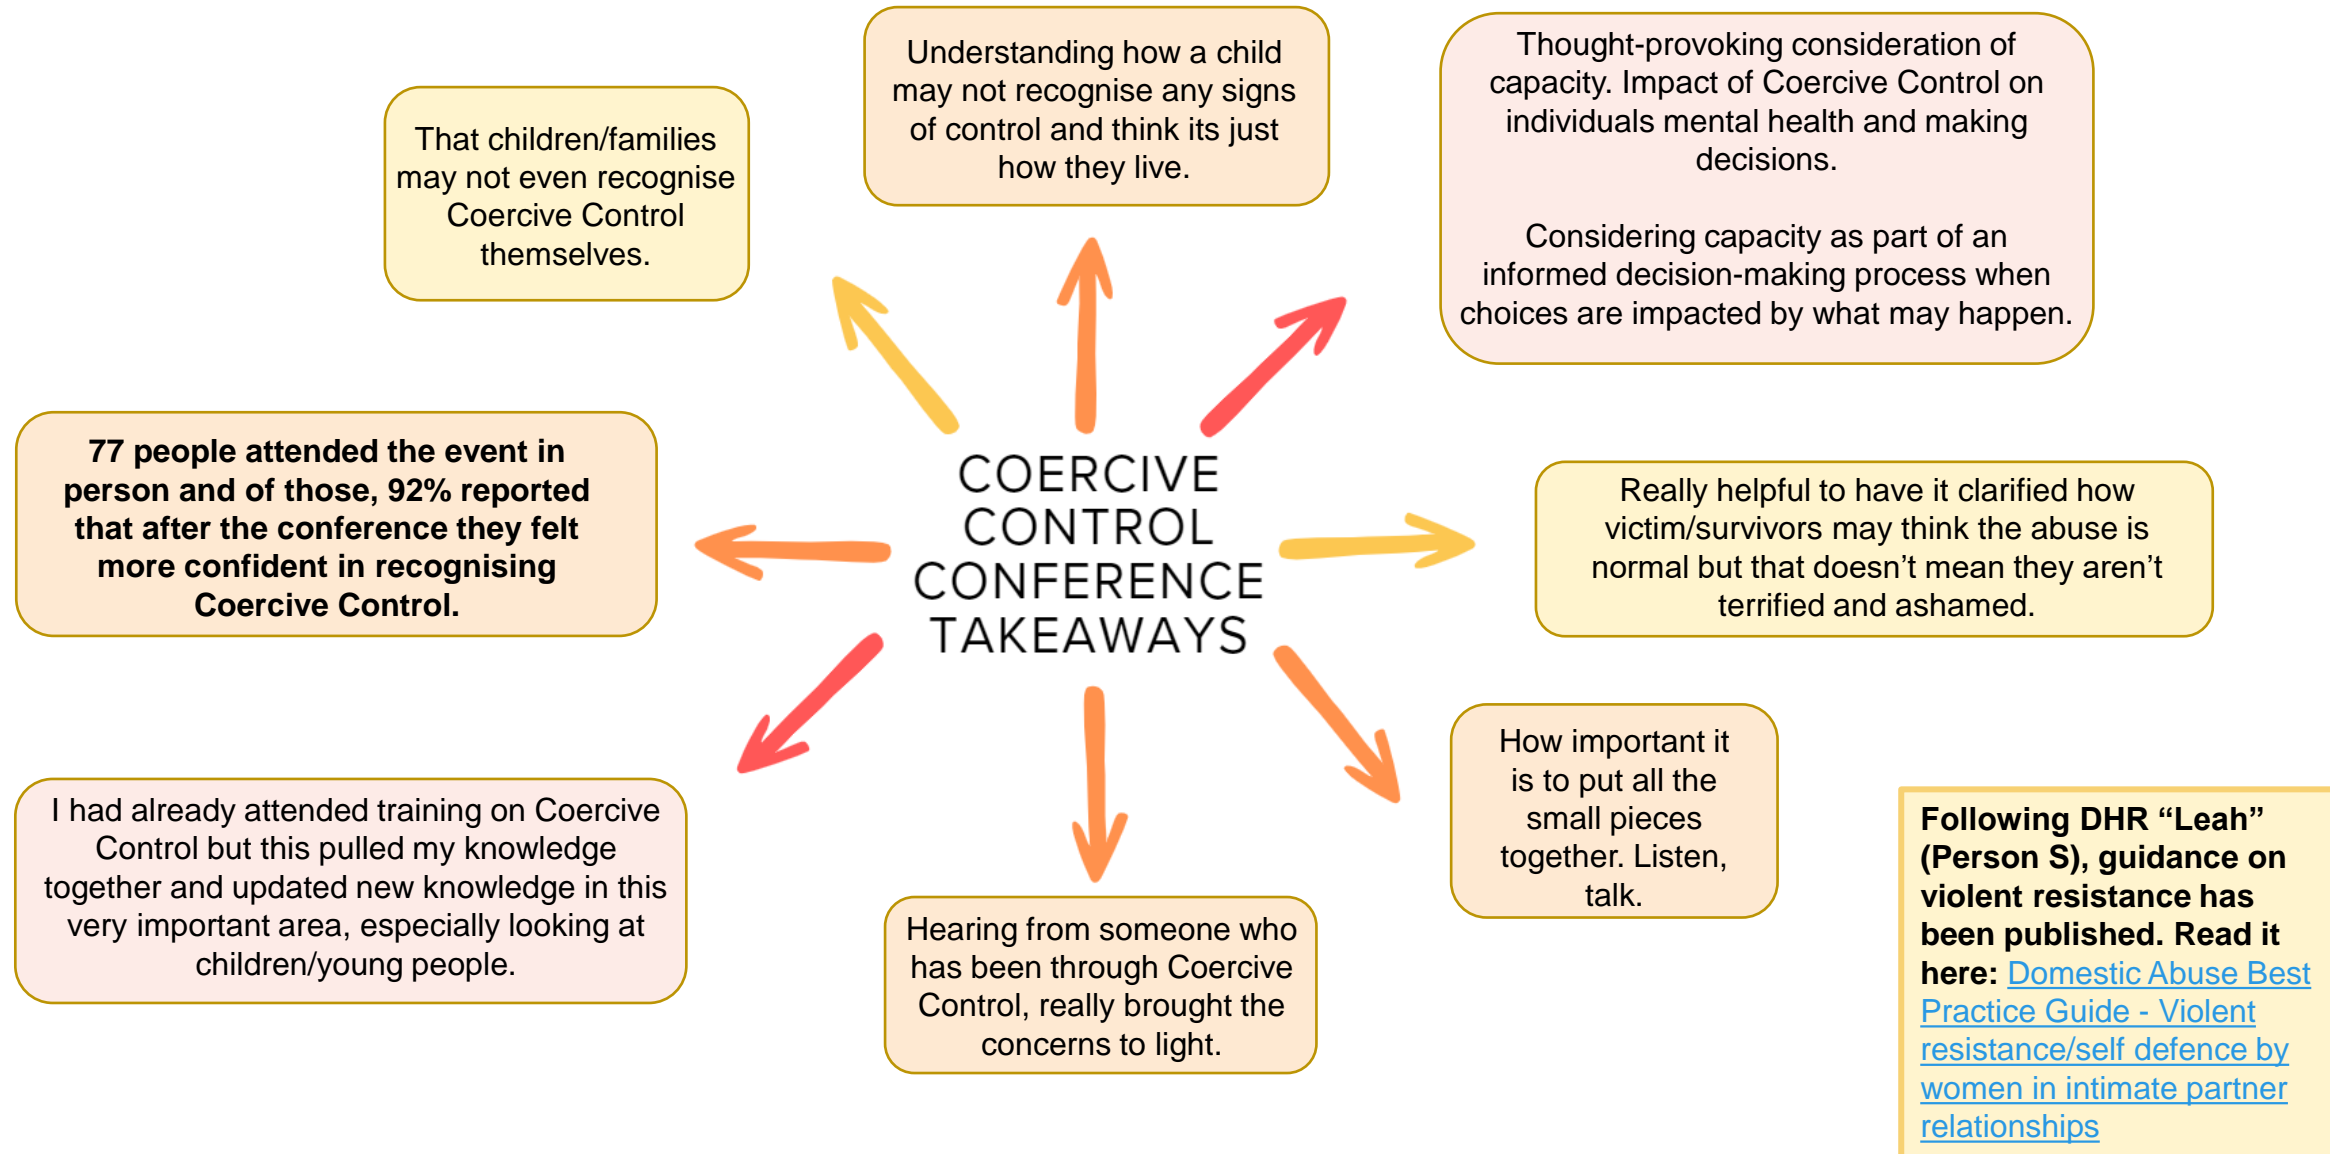 Understanding how a child
may not recognise any signs
of control and think its just
how they live.
Thought-provoking consideration of
capacity. Impact of Coercive Control on
individuals mental health and making
decisions.
Considering capacity as part of an
informed decision-making process when
choices are impacted by what may happen.
That children/families
may not even recognise
Coercive Control
themselves.
77 people attended the event in
person and of those, 92% reported
that after the conference they felt
more confident in recognising
Coercive Control.
COERCIVE
CONTROL
CONFERENCE
TAKEAWAYS
Really helpful to have it clarified how
victim/survivors may think the abuse is
normal but that doesn’t mean they aren’t
terrified and ashamed.
I had already attended training on Coercive
Control but this pulled my knowledge
together and updated new knowledge in this
very important area, especially looking at
children/young people.
Hearing from someone who
has been through Coercive
Control, really brought the
concerns to light.
How important it
is to put all the
small pieces
together. Listen,
talk.
Following DHR “Leah”
(Person S), guidance on
violent resistance has
been published. Read it
here: Domestic Abuse Best
Practice Guide - Violent
resistance/self defence by
women in intimate partner
relationships